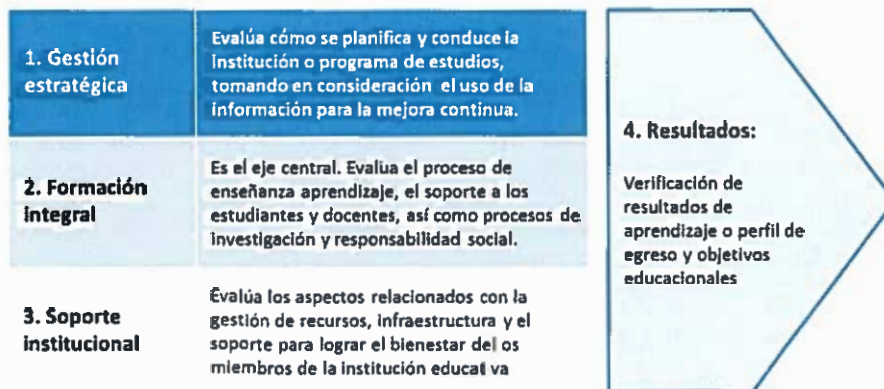 1. Gestión
estratégica
Evalúa cómo se planifica y conduce la
institución o programa de estudios,
tomando en consideración el uso de la
información para la mejora continua.
2. Formación
integral
Es el eje central. Evalua el proceso de
enseñanza aprendizaje, el soporte a los
estudiantes y docentes, así como procesos de
investigación y responsabilidad social.
3. Soporte
institucional
Evalúa los aspectos relacionados con la
gestión de recursos, infraestructura y el
soporte para lograr el bienestar del os
miembros de la institución educat va
4. Resultados:
Verificación de
resultados de
aprendizaje o perfil de
egreso y objetivos
educacionales